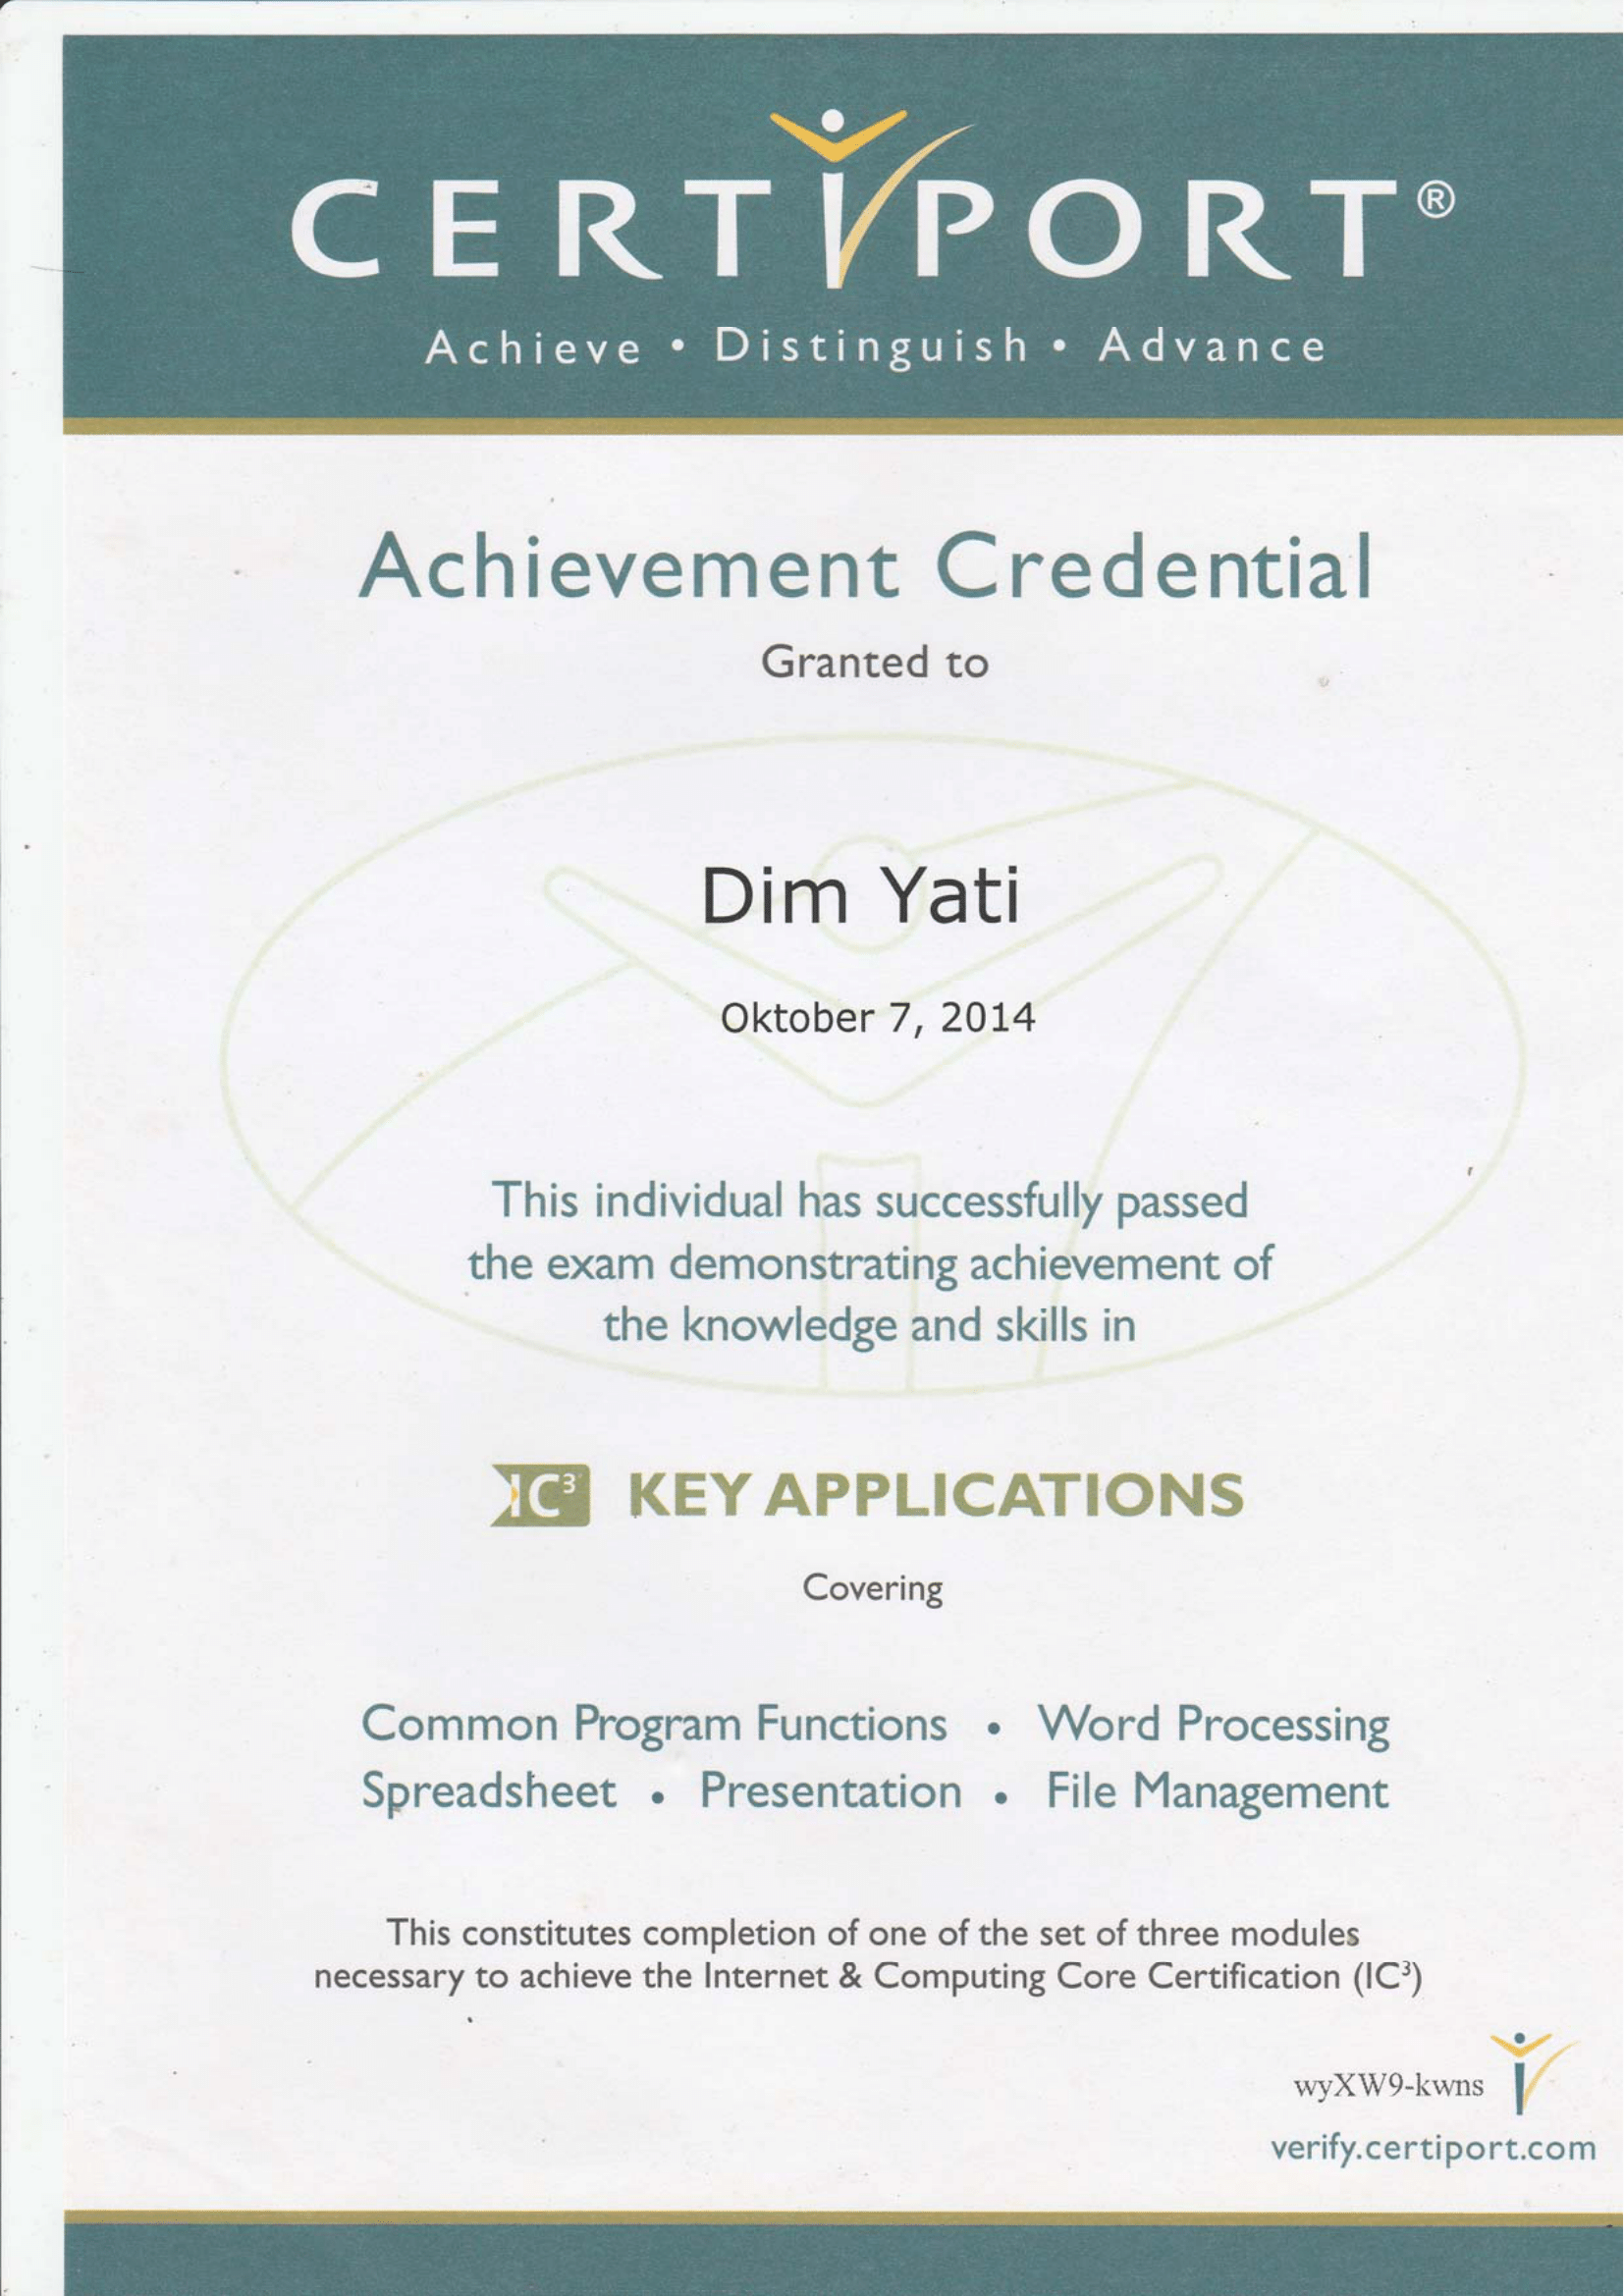 CERTIPORT®
Achieve • Distinguish • Advance
Achievement Credential
Granted to
Dim Yati
Oktober 7, 2014
This individual has successfully passed
the exam demonstrating achievement of
the knowledge and skills in
IC³ KEY APPLICATIONS
Covering
Common Program Functions • Word Processing
Spreadsheet • Presentation • File Management
This constitutes completion of one of the set of three modules
necessary to achieve the Internet & Computing Core Certification (IC³)
wyXW9-kwns
verify.certiport.com